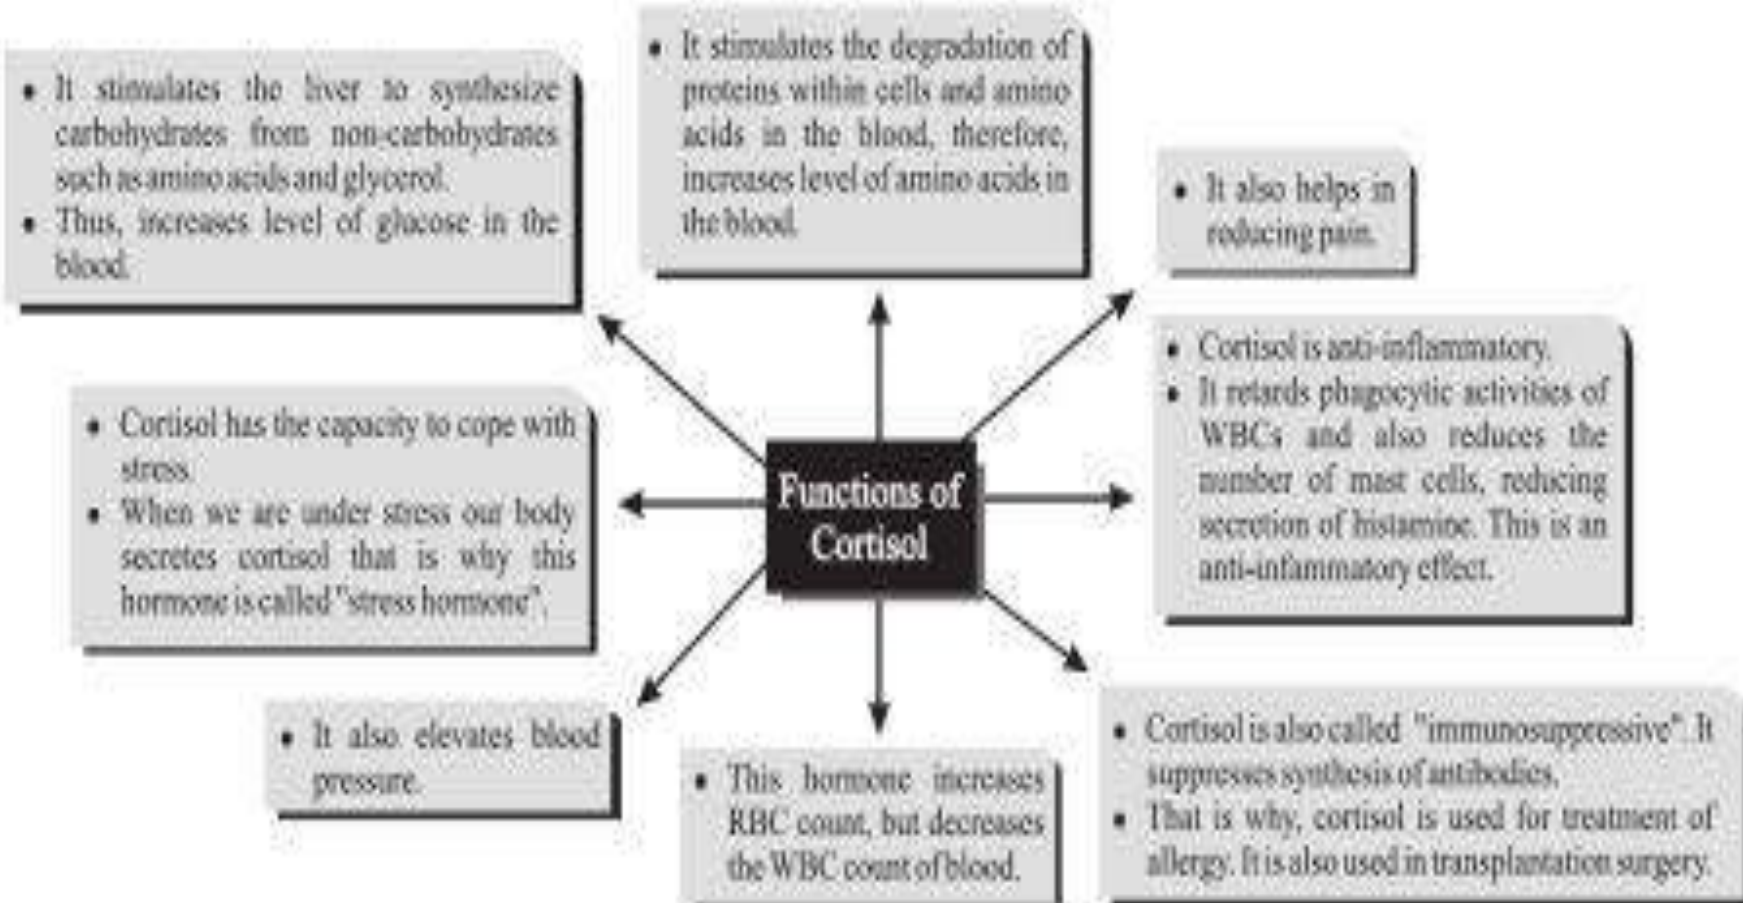 • It stimulates the liver to synthesize
carbohydrates from non-carbohydrates
such as amino acids and glycerol.
• Thus, increases level of glucose in the
blood.
• It stimulates the degradation of
proteins within cells and amino
acids in the blood, therefore,
increases level of amino acids in
the blood.
• It also helps in
reducing pain.
• Cortisol has the capacity to cope with
stress.
• When we are under stress our body
secretes cortisol that is why this
hormone is called "stress hormone".
Functions of
Cortisol
• Cortisol is anti-inflammatory.
• It retards phagocytic activities of
WBCs and also reduces the
number of mast cells, reducing
secretion of histamine. This is an
anti-infammatory effect.
• It also elevates blood
pressure.
• This hormone increases
RBC count, but decreases
the WBC count of blood.
• Cortisol is also called "immunosuppressive". It
suppresses synthesis of antibodies.
• That is why, cortisol is used for treatment of
allergy. It is also used in transplantation surgery.